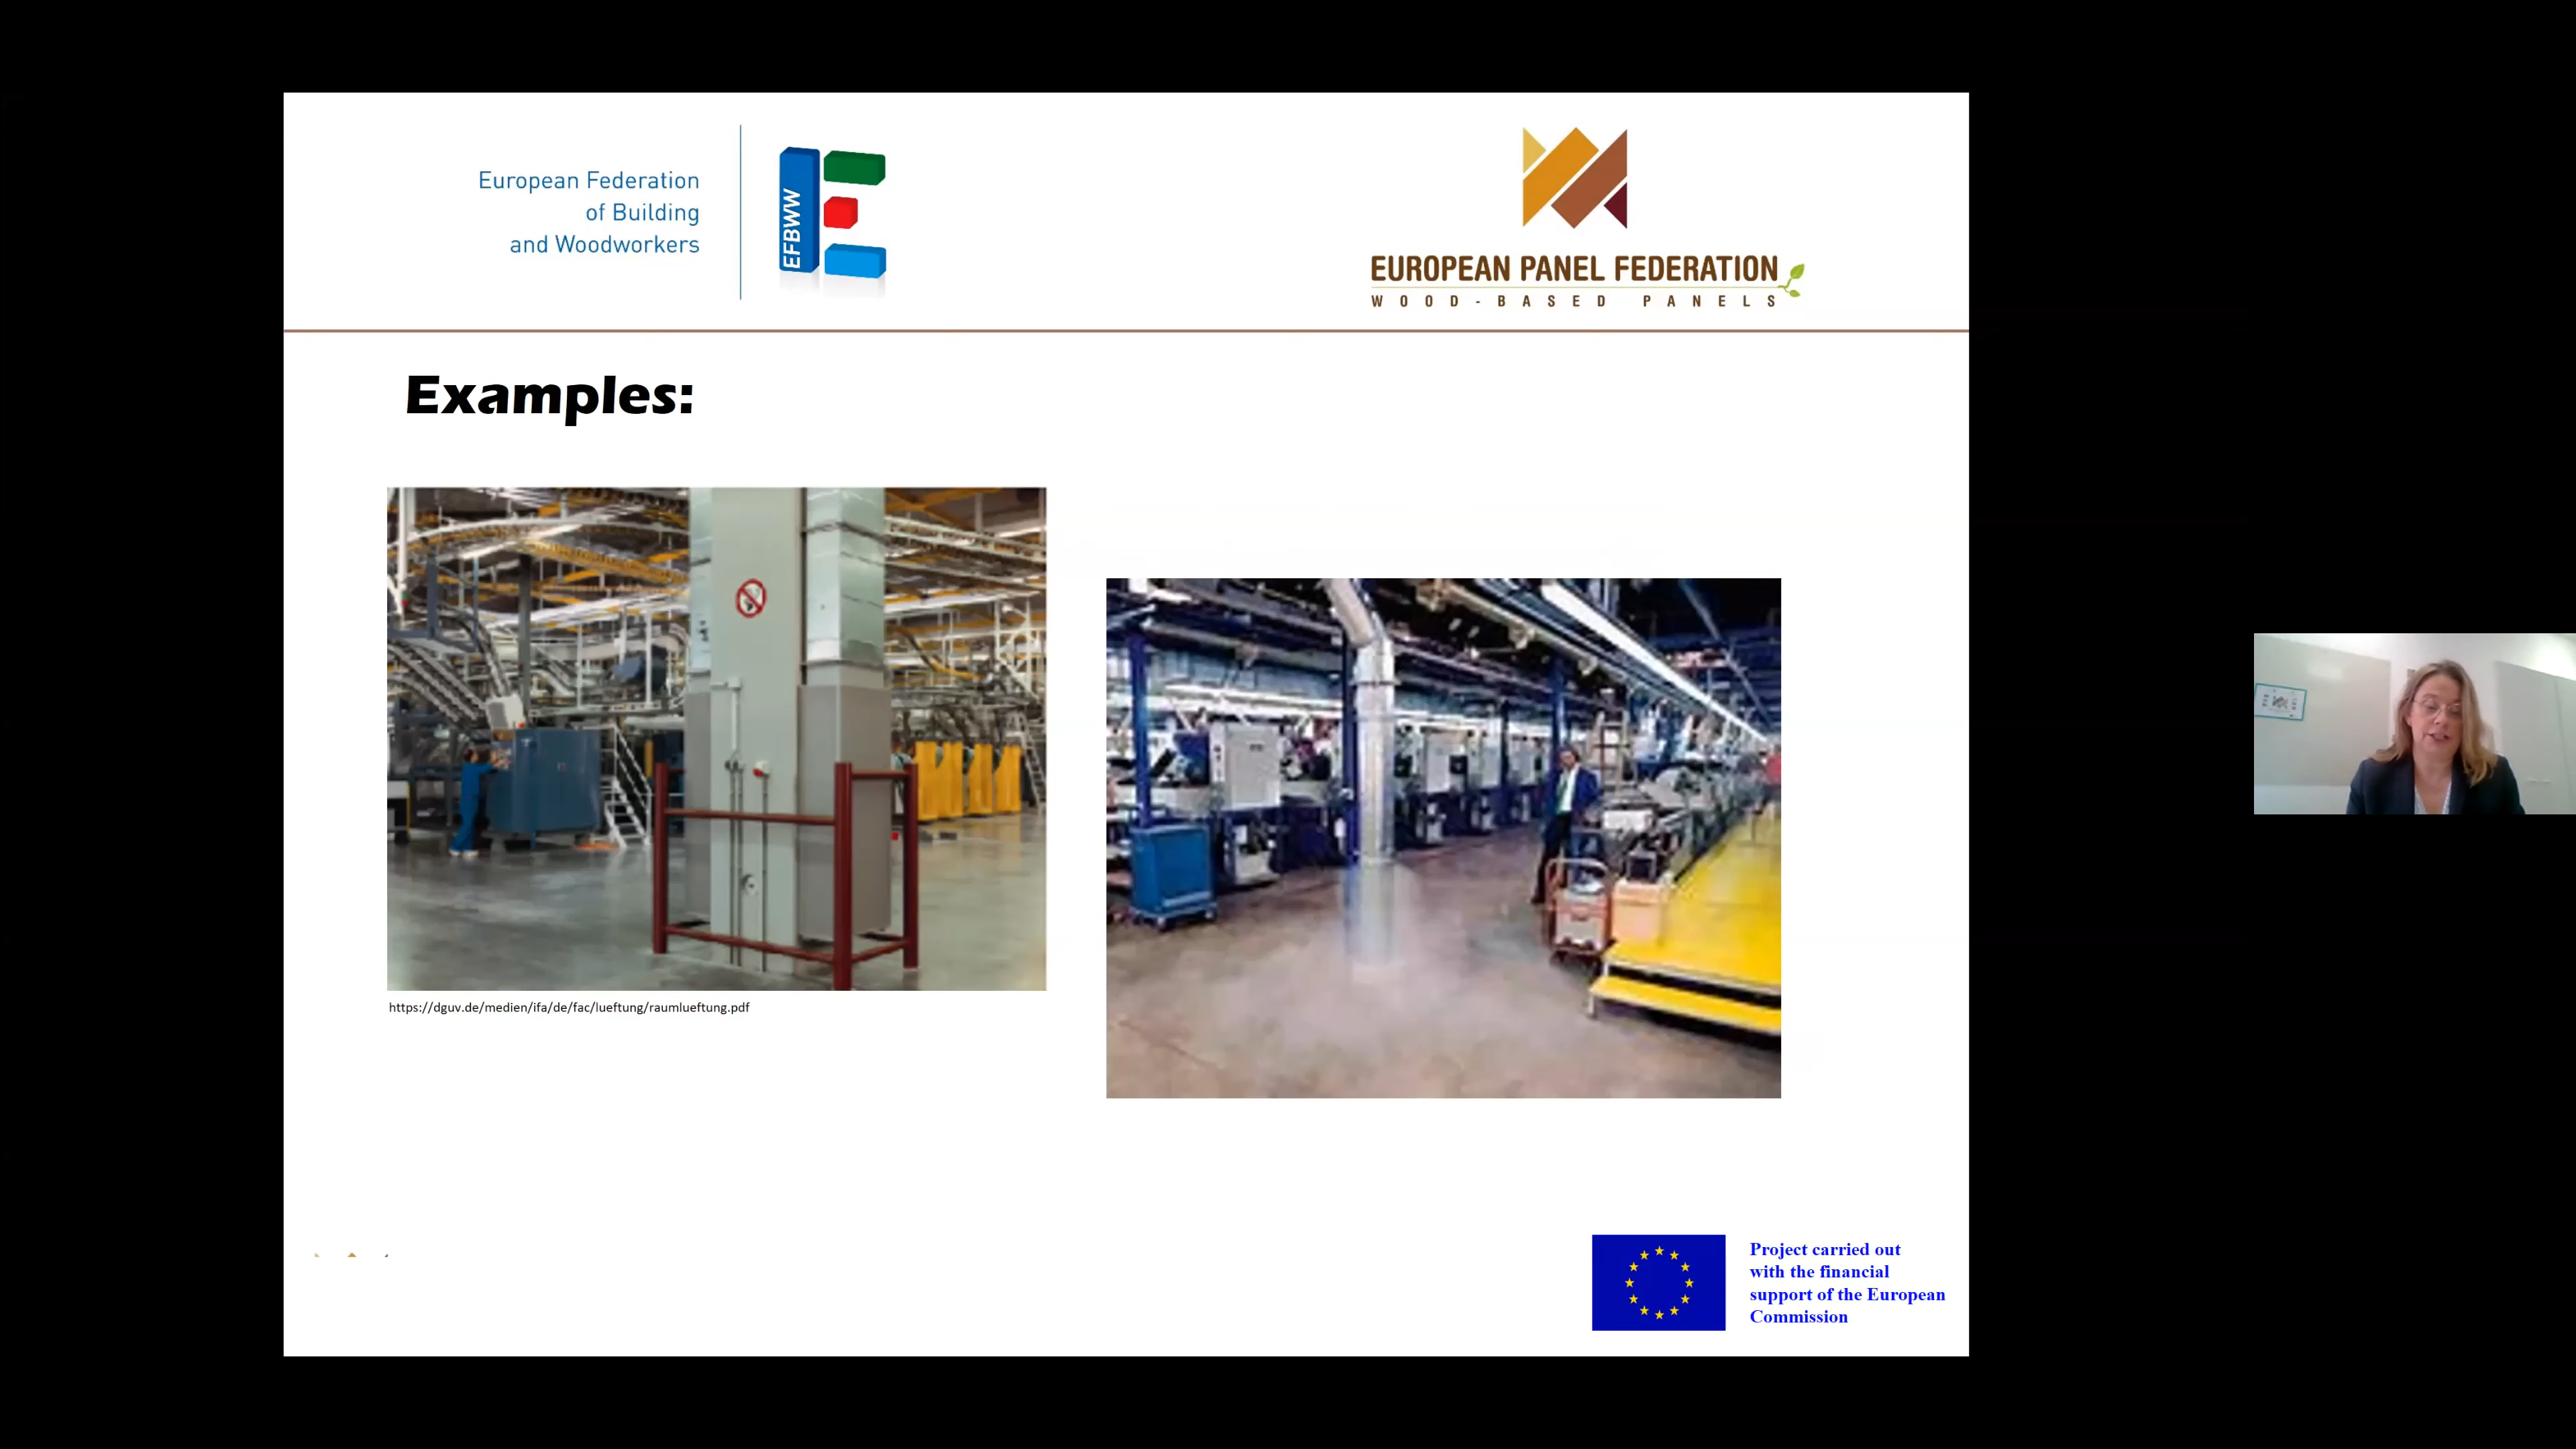 European Federation
of Building
and Woodworkers
EFBWW
EUROPEAN PANEL FEDERATION
WOOD-BASED PANELS
Examples:
https://dguv.de/medien/ifa/de/fac/lueftung/raumlueftung.pdf
Project carried out
with the financial
support of the European
Commission